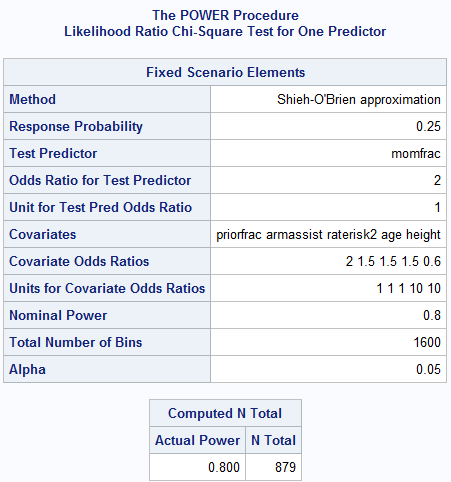 The POWER Procedure
Likelihood Ratio Chi-Square Test for One Predictor
Fixed Scenario Elements
Method Shieh-O'Brien approximation
Response Probability 0.25
Test Predictor momfrac
Odds Ratio for Test Predictor 2
Unit for Test Pred Odds Ratio 1
Covariates priorfrac armassist raterisk2 age height
Covariate Odds Ratios 2 1.5 1.5 1.5 0.6
Units for Covariate Odds Ratios 1 1 1 10 10
Nominal Power 0.8
Total Number of Bins 1600
Alpha 0.05
Computed N Total
Actual Power N Total
0.800 879